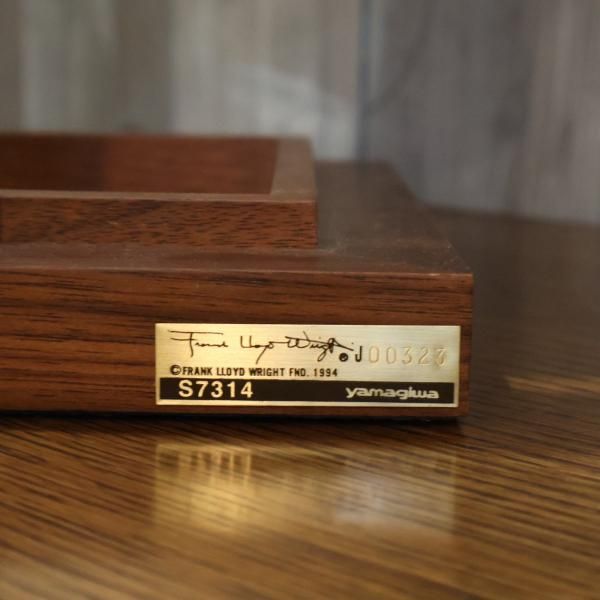 Frank Lloyd Wright. J00323
©FRANK LLOYD WRIGHT FND. 1994
S7314 yamagiwa